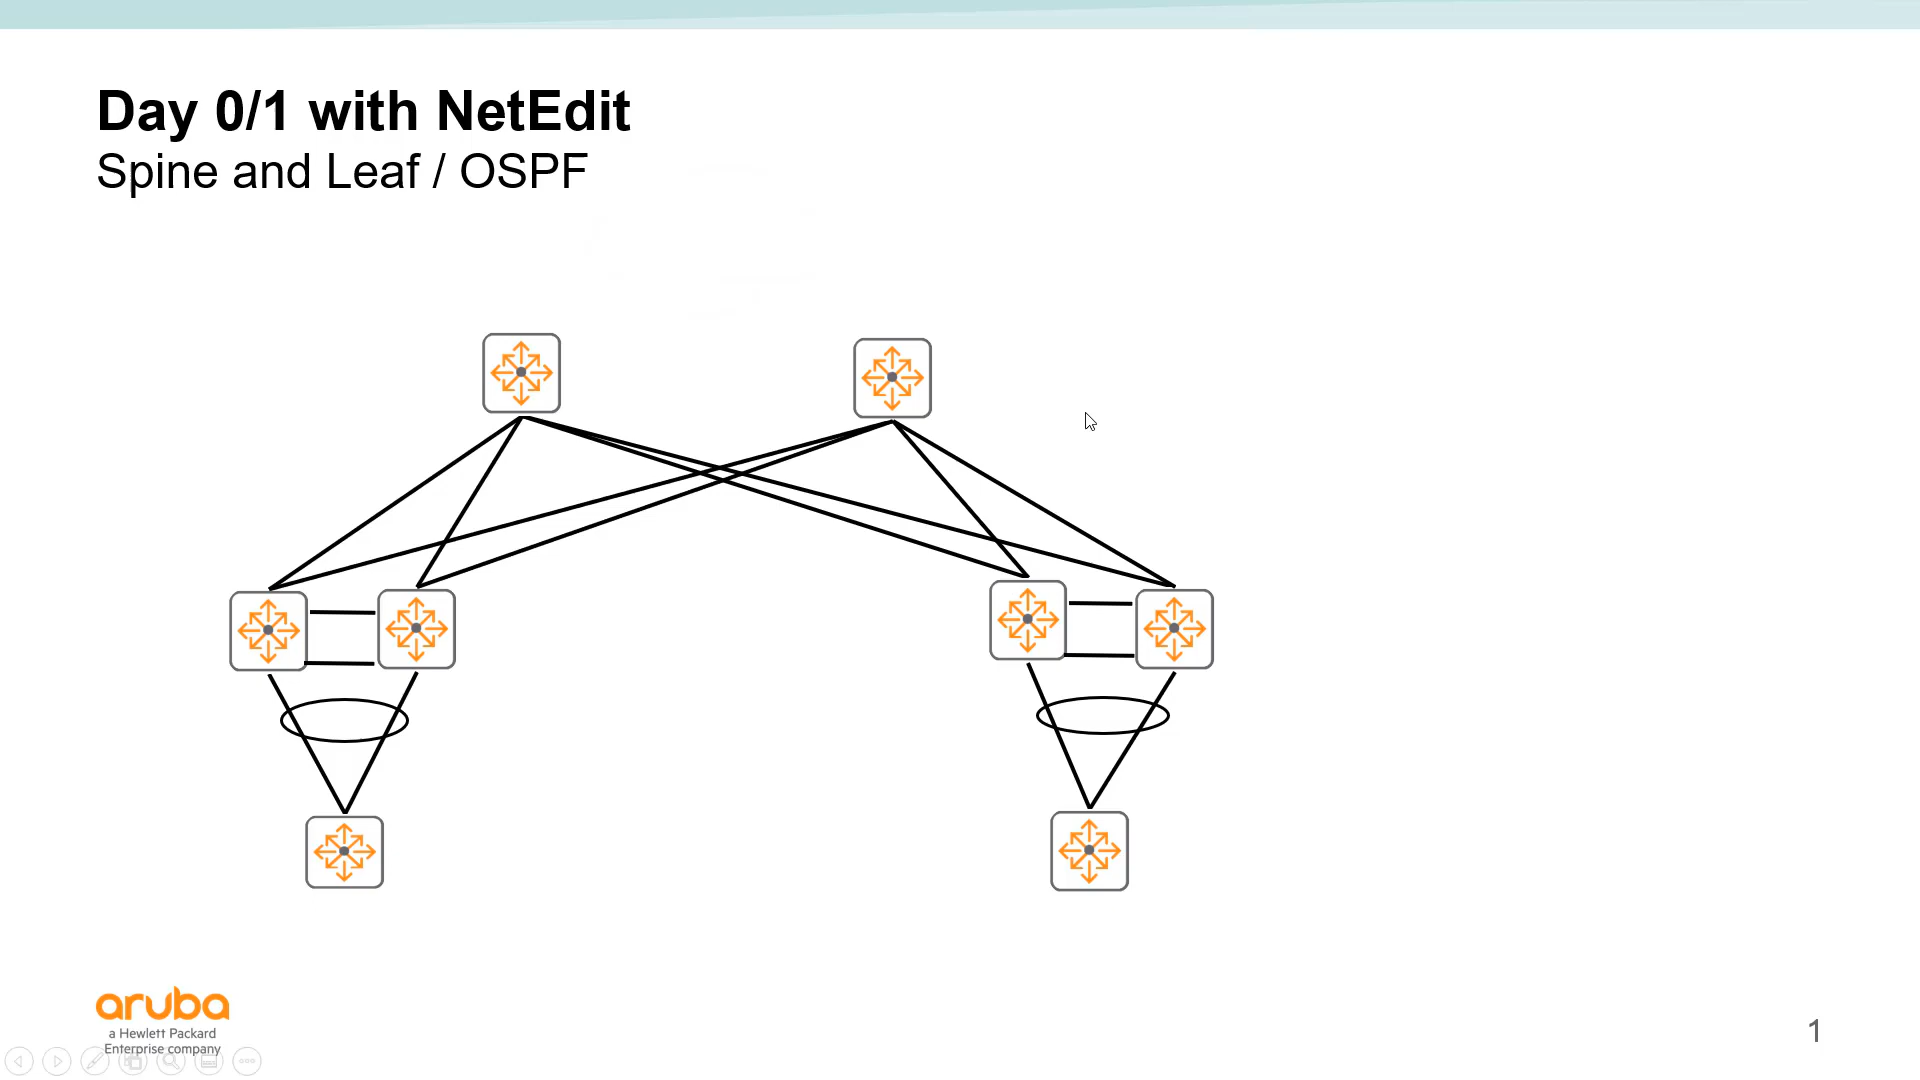 Day 0/1 with NetEdit
Spine and Leaf / OSPF
aruba
a Hewlett Packard
Enterprise company
1